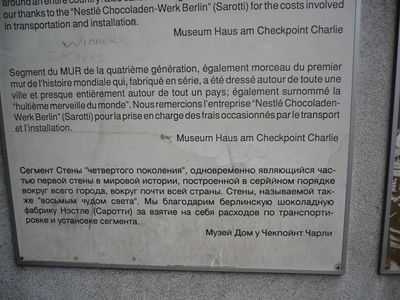 around an entire country, also
our thanks to the "Nestlé Chocoladen-Werk Berlin" (Sarotti) for the costs involved
in transportation and installation.
Museum Haus am Checkpoint Charlie
Segment du MUR de la quatrième génération, également morceau du premier
mur de l'histoire mondiale qui, fabriqué en série, a été dressé autour de toute une
ville et presque entièrement autour de tout un pays; également surnommé la
"huitième merveille du monde". Nous remercions l'entreprise "Nestlé Chocoladen-
Werk Berlin" (Sarotti) pour la prise en charge des frais occasionnés par le transport
et l'installation.
Museum Haus am Checkpoint Charlie
Сегмент Стены "четвертого поколения", одновременно являющийся час-
тью первой стены в мировой истории, построенной в серййном порядке
вокруг всего города, вокруг почти всей страны. Стены, называемой так-
же "восьмым чудом света". Мы благодарим берлинскую шоколадную
фабрику Нэстле (Саротти) за взятие на себя расходов по транспорти-
ровке и установке сегмента.
Музей Дом у Чекпойнт Чарли